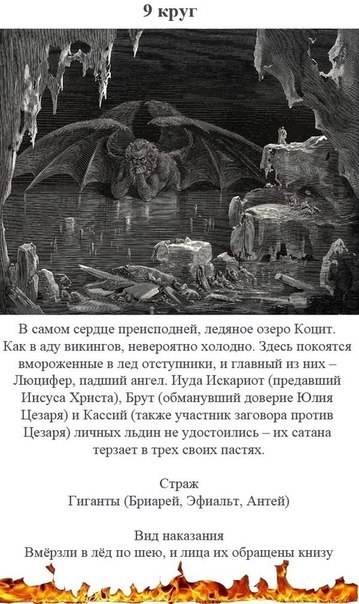 9 круг
В самом сердце преисподней, ледяное озеро Коцит.
Как в аду викингов, невероятно холодно. Здесь покоятся
вмороженные в лед отступники, и главный из них –
Люцифер, падший ангел. Иуда Искариот (предавший
Иисуса Христа), Брут (обманувший доверие Юлия
Цезаря) и Кассий (также участник заговора против
Цезаря) личных льдин не удостоились – их сатана
терзает в трех своих пастях.
Страж
Гиганты (Бриарей, Эфиальт, Антей)
Вид наказания
Вмёрзли в лёд по шею, и лица их обращены книзу